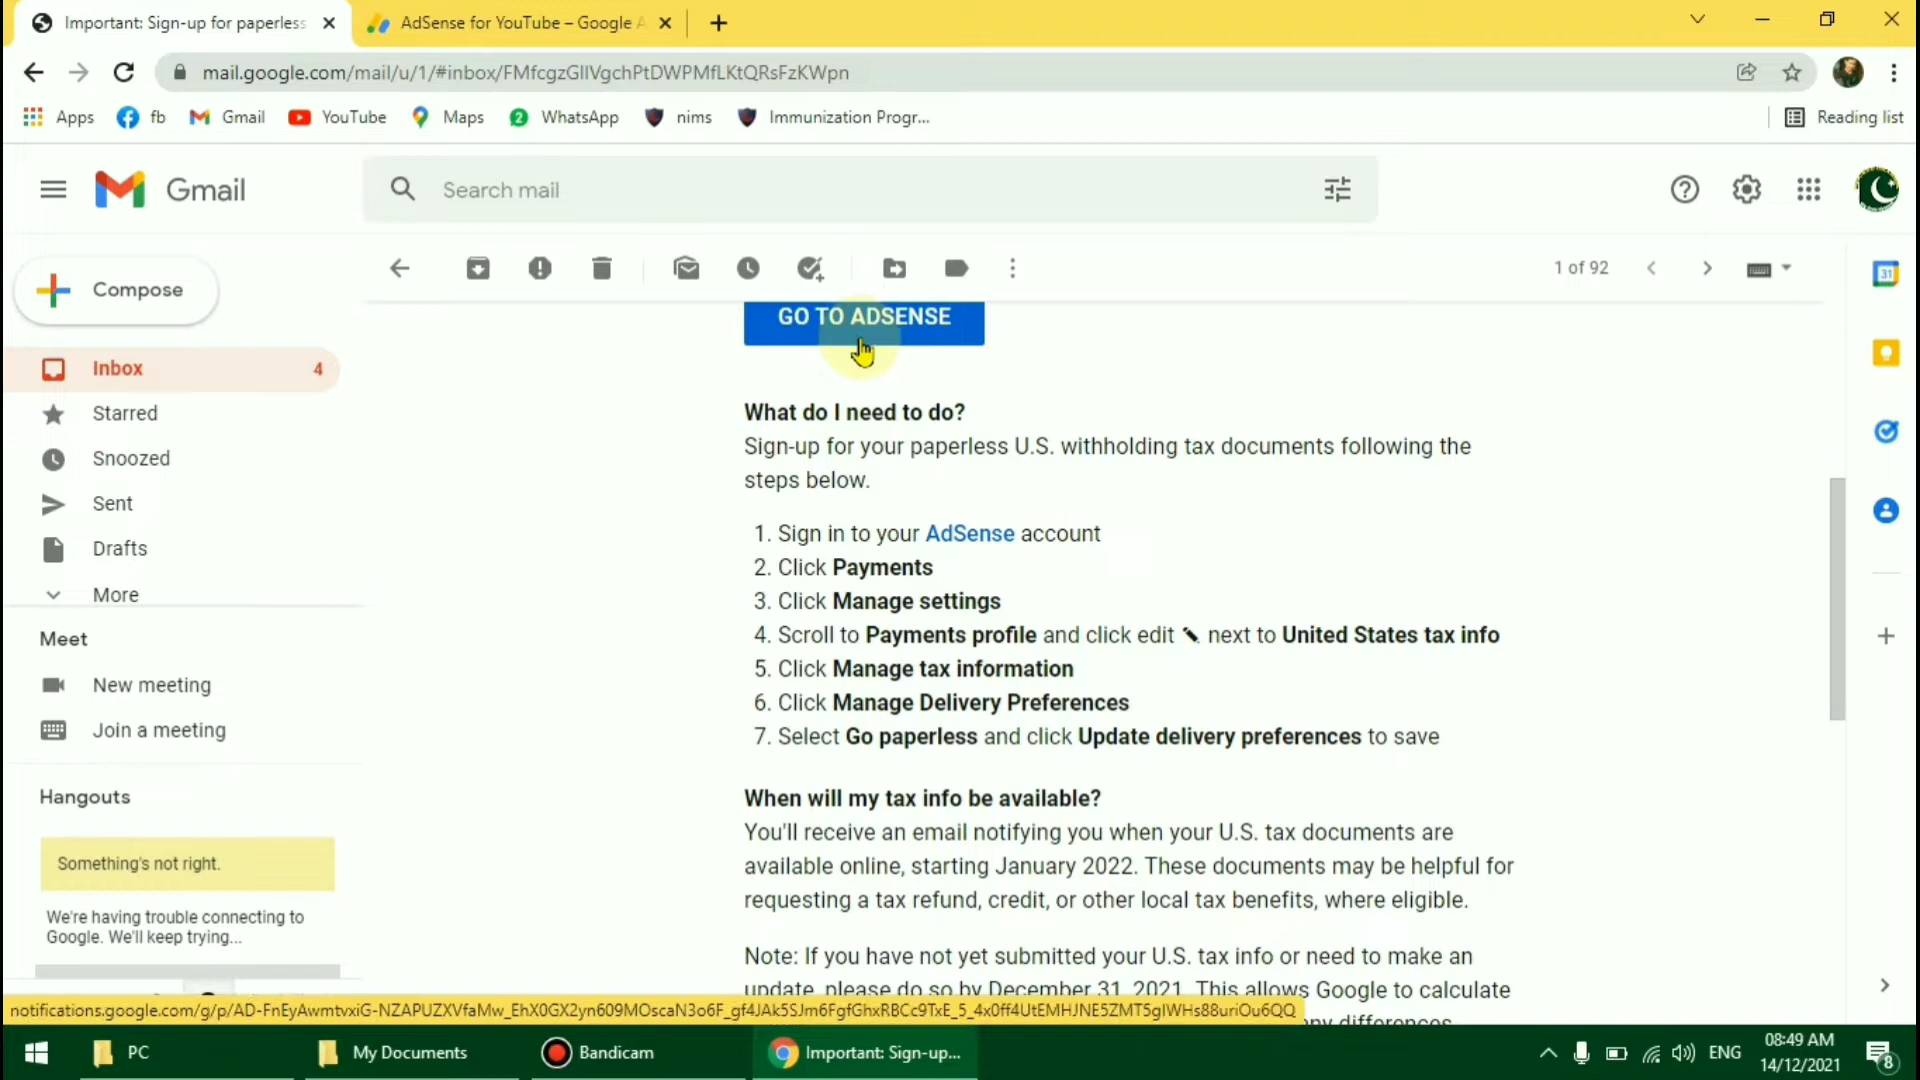 Important: Sign-up for paperless
AdSense for YouTube – Google A
mail.google.com/mail/u/1/#inbox/FMfcgzGllVgchPtDWPMfLKtQRsFzKWpn
Apps
fb
Gmail
YouTube
Maps
2
WhatsApp
nims
Immunization Progr...
Reading list
Gmail
Search mail
Compose
1 of 92
31
GO TO ADSENSE
Inbox
4
Starred
Snoozed
Sent
Drafts
More
Meet
New meeting
Join a meeting
Hangouts
Something's not right.
We're having trouble connecting to
Google. We'll keep trying...
What do I need to do?
Sign-up for your paperless U.S. withholding tax documents following the
steps below.
1. Sign in to your AdSense account
2. Click Payments
3. Click Manage settings
4. Scroll to Payments profile and click edit ✎ next to United States tax info
5. Click Manage tax information
6. Click Manage Delivery Preferences
7. Select Go paperless and click Update delivery preferences to save
When will my tax info be available?
You'll receive an email notifying you when your U.S. tax documents are
available online, starting January 2022. These documents may be helpful for
requesting a tax refund, credit, or other local tax benefits, where eligible.
Note: If you have not yet submitted your U.S. tax info or need to make an
update, please do so by December 31, 2021. This allows Google to calculate
any differences
notifications.google.com/g/p/AD-FnEyAwmtvxiG-NZAPUZXVfaMw_EhX0GX2yn609MOscaN3o6F_gf4JAk5SJm6FgfGhxRBCc9TxE_5_4x0ff4UtEMHJNE5ZMT5gIWHs88uriOu6QQ
PC
My Documents
Bandicam
Important: Sign-up...
ENG
08:49 AM
14/12/2021
8